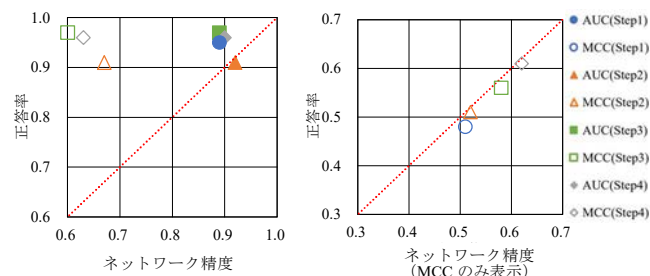 正答率
1.0
0.9
0.8
0.7
0.6
0.6 0.7 0.8 0.9 1.0
ネットワーク精度
正答率
0.7
0.6
0.5
0.4
0.3
0.3 0.4 0.5 0.6 0.7
ネットワーク精度
（MCC のみ表示）
AUC(Step1)
MCC(Step1)
AUC(Step2)
MCC(Step2)
AUC(Step3)
MCC(Step3)
AUC(Step4)
MCC(Step4)